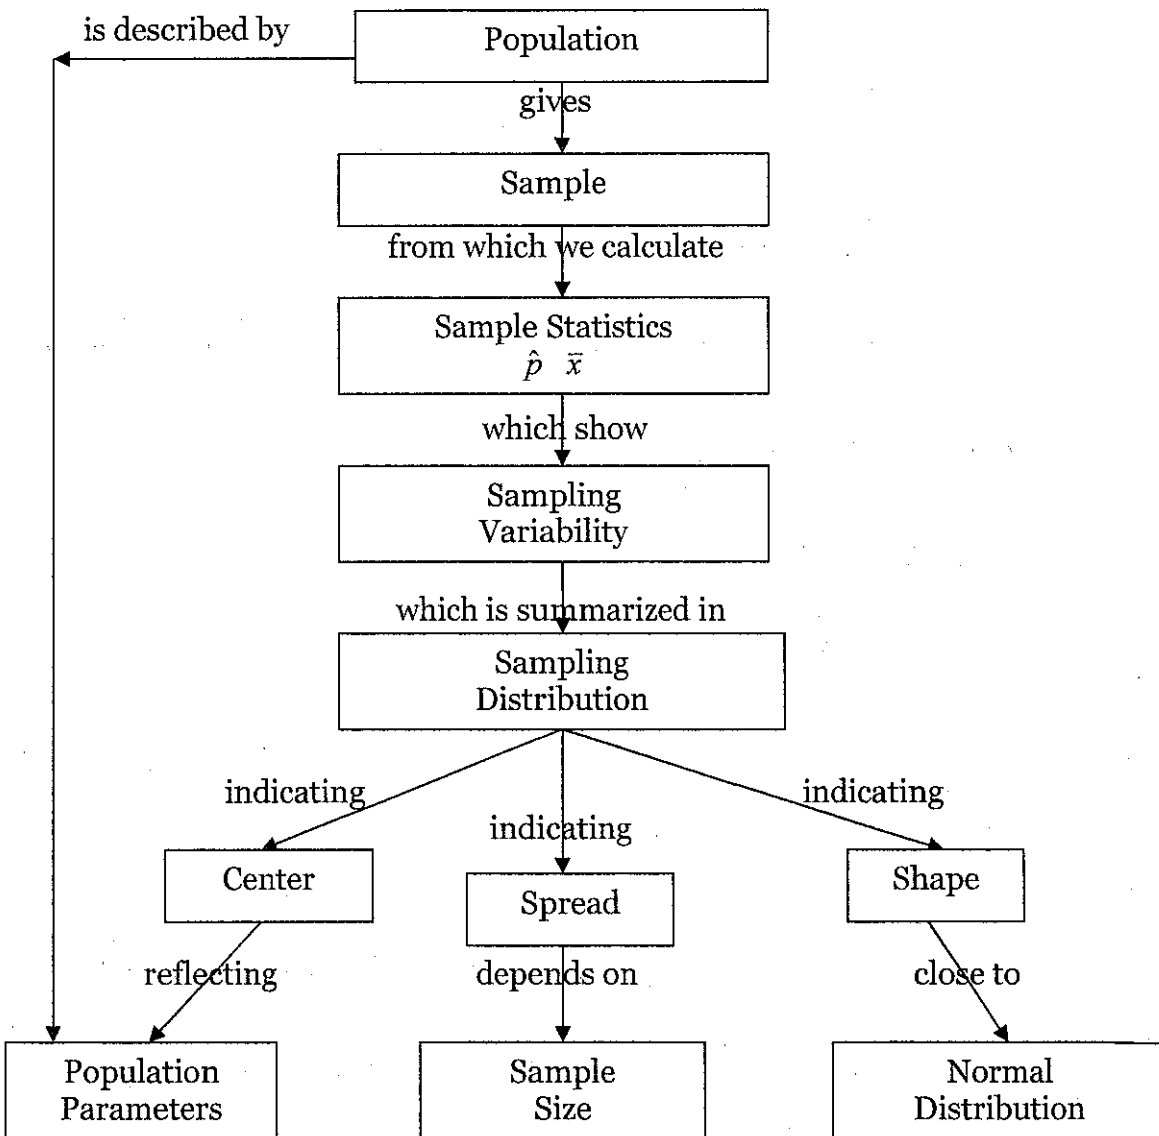 is described by
Population
gives
Sample
from which we calculate
Sample Statistics
p̂ x̄
which show
Sampling
Variability
which is summarized in
Sampling
Distribution
indicating
indicating
indicating
Center
Spread
Shape
reflecting
depends on
close to
Population
Parameters
Sample
Size
Normal
Distribution